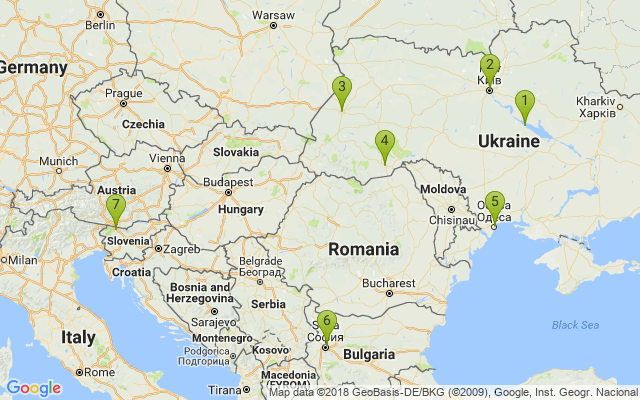 Berlin
Warsaw
Germany
Prague
Czechia
3
2
Київ
1
Kharkiv
Харків
Ukraine
4
Slovakia
Munich
Vienna
Austria
Budapest
Hungary
Moldova
Chisinau
5
Одеса
7
Slovenia
Zagreb
Milan
Croatia
Romania
Belgrade
Београд
Bosnia and
Herzegovina
Sarajevo
Serbia
Bucharest
Italy
Montenegro
Podgorica
Подгорица
Kosovo
6
София
Bulgaria
Black Sea
Rome
Tirana
Macedonia
(FYROM)
Google
Map data ©2018 GeoBasis-DE/BKG (©2009), Google, Inst. Geogr. Nacional